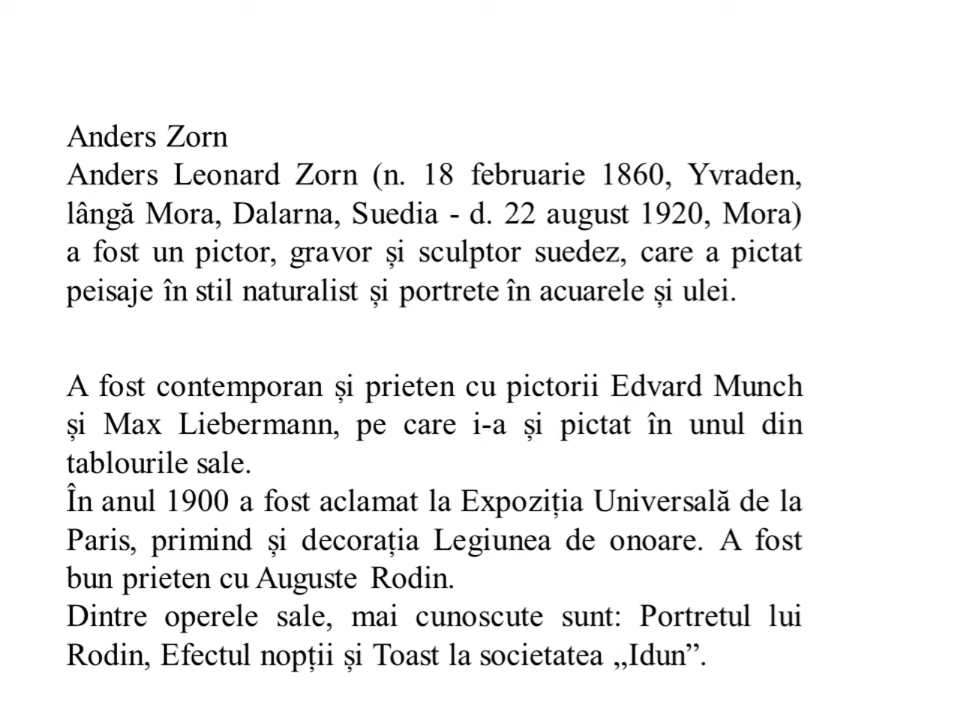 Anders Zorn
Anders Leonard Zorn (n. 18 februarie 1860, Yvraden,
lângă Mora, Dalarna, Suedia - d. 22 august 1920, Mora)
a fost un pictor, gravor și sculptor suedez, care a pictat
peisaje în stil naturalist și portrete în acuarele și ulei.
A fost contemporan și prieten cu pictorii Edvard Munch
și Max Liebermann, pe care i-a și pictat în unul din
tablourile sale.
În anul 1900 a fost aclamat la Expoziția Universală de la
Paris, primind și decorația Legiunea de onoare. A fost
bun prieten cu Auguste Rodin.
Dintre operele sale, mai cunoscute sunt: Portretul lui
Rodin, Efectul nopții și Toast la societatea „Idun”.